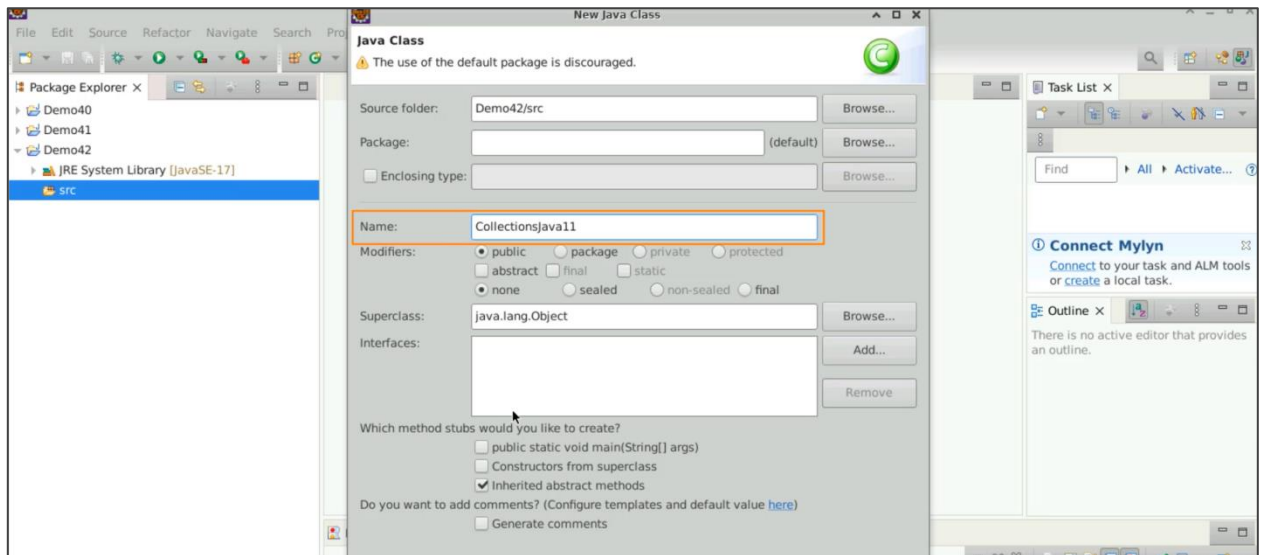 New Java Class
File Edit Source Refactor Navigate Search
Java Class
The use of the default package is discouraged.
Package Explorer
Demo40
Demo41
Demo42
JRE System Library [JavaSE-17]
src
Source folder: Demo42/src Browse...
Package: (default) Browse...
Enclosing type: Browse...
Name: CollectionsJava11
Modifiers: public package private protected
abstract final static
none sealed non-sealed final
Superclass: java.lang.Object Browse...
Interfaces: Add...
Remove
Which method stubs would you like to create?
public static void main(String[] args)
Constructors from superclass
Inherited abstract methods
Do you want to add comments? (Configure templates and default value here)
Generate comments
Task List
Find All Activate...
Connect Mylyn
Connect to your task and ALM tools
or create a local task.
Outline
There is no active editor that provides
an outline.